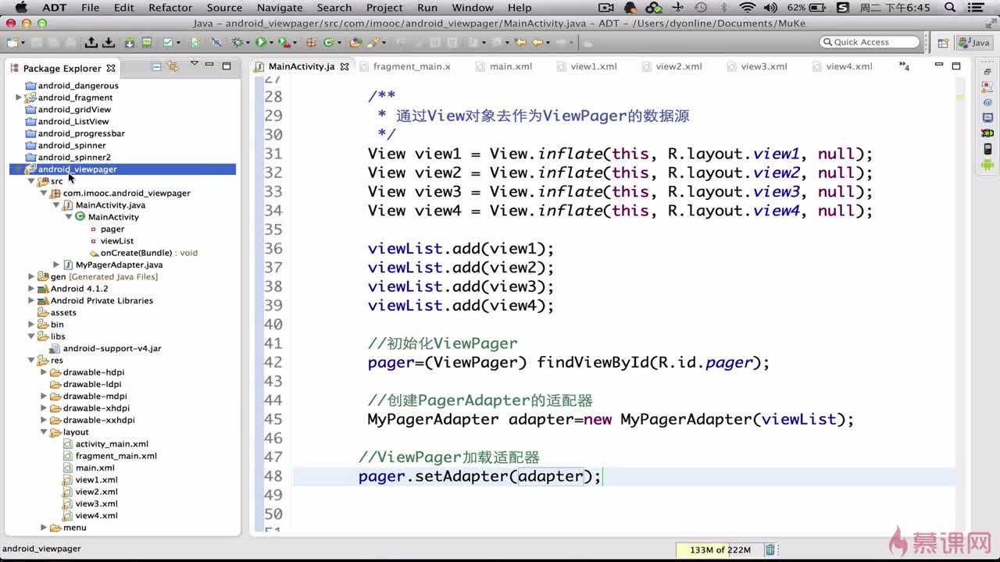 ADT File Edit Refactor Source Navigate Search Project Run Window Help 62% 周二 下午6:45
Java – android_viewpager/src/com/imooc/android_viewpager/MainActivity.java – ADT – /Users/dyonline/Documents/MuKe
Quick Access Java
Package Explorer
android_dangerous
android_fragment
android_gridView
android_ListView
android_progressbar
android_spinner
android_spinner2
android_viewpager
src
com.imooc.android_viewpager
MainActivity.java
MainActivity
pager
viewList
onCreate(Bundle) : void
MyPagerAdapter.java
gen [Generated Java Files]
Android 4.1.2
Android Private Libraries
assets
bin
libs
android-support-v4.jar
res
drawable-hdpi
drawable-ldpi
drawable-mdpi
drawable-xhdpi
drawable-xxhdpi
layout
activity_main.xml
fragment_main.xml
main.xml
view1.xml
view2.xml
view3.xml
view4.xml
menu
MainActivity.ja fragment_main.x main.xml view1.xml view2.xml view3.xml view4.xml »4
27
28 /**
29 * 通过View对象去作为ViewPager的数据源
30 */
31 View view1 = View.inflate(this, R.layout.view1, null);
32 View view2 = View.inflate(this, R.layout.view2, null);
33 View view3 = View.inflate(this, R.layout.view3, null);
34 View view4 = View.inflate(this, R.layout.view4, null);
35
36 viewList.add(view1);
37 viewList.add(view2);
38 viewList.add(view3);
39 viewList.add(view4);
40
41 //初始化ViewPager
42 pager=(ViewPager) findViewById(R.id.pager);
43
44 //创建PagerAdapter的适配器
45 MyPagerAdapter adapter=new MyPagerAdapter(viewList);
46
47 //ViewPager加载适配器
48 pager.setAdapter(adapter);
49
50
51
android_viewpager
133M of 222M
慕课网